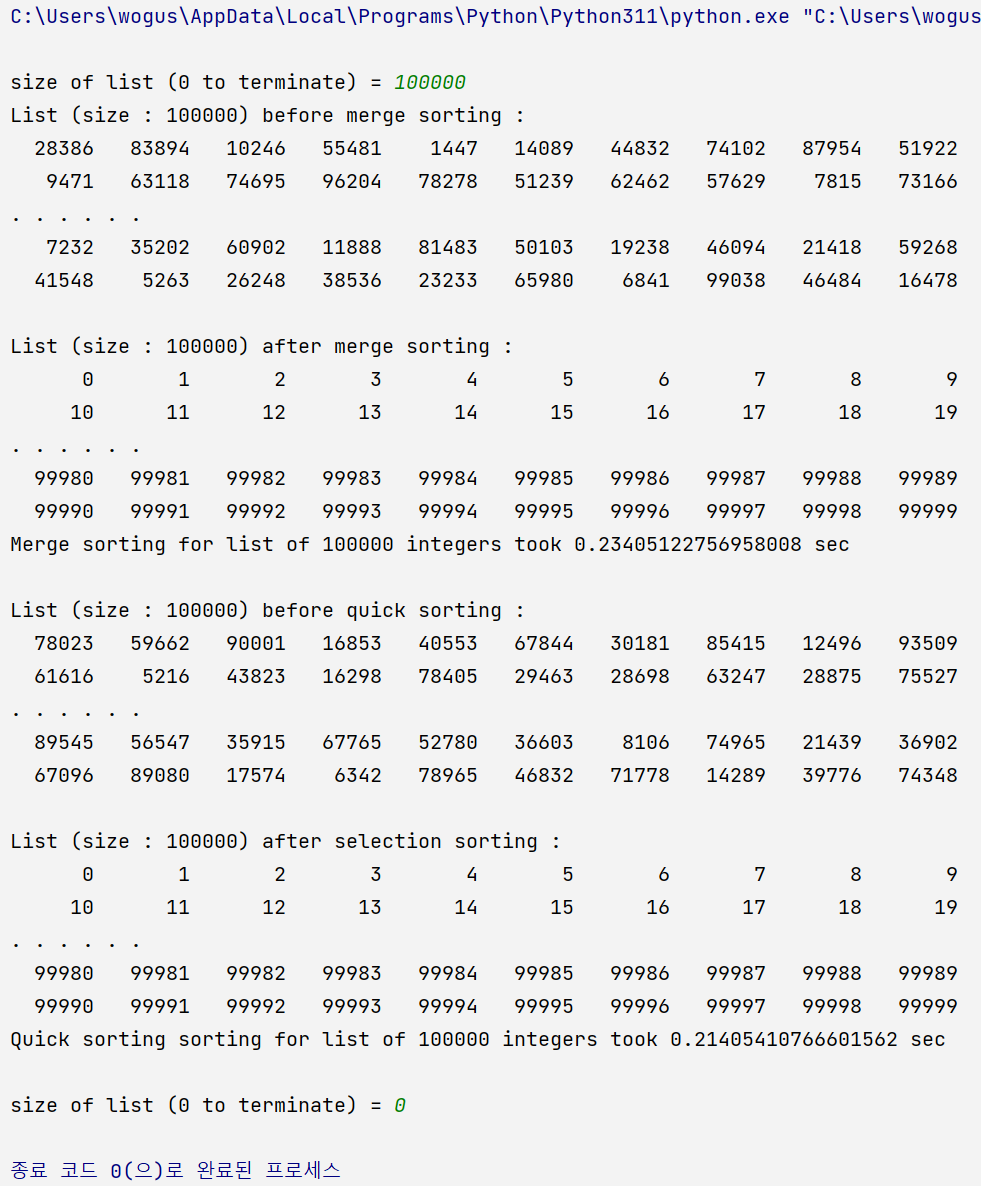 C:\Users\wogus\AppData\Local\Programs\Python\Python311\python.exe "C:\Users\wogus
size of list (0 to terminate) = 100000
List (size : 100000) before merge sorting :
28386 83894 10246 55481 1447 14089 44832 74102 87954 51922
9471 63118 74695 96204 78278 51239 62462 57629 7815 73166
. . . . . .
7232 35202 60902 11888 81483 50103 19238 46094 21418 59268
41548 5263 26248 38536 23233 65980 6841 99038 46484 16478
List (size : 100000) after merge sorting :
0 1 2 3 4 5 6 7 8 9
10 11 12 13 14 15 16 17 18 19
. . . . . .
99980 99981 99982 99983 99984 99985 99986 99987 99988 99989
99990 99991 99992 99993 99994 99995 99996 99997 99998 99999
Merge sorting for list of 100000 integers took 0.23405122756958008 sec
List (size : 100000) before quick sorting :
78023 59662 90001 16853 40553 67844 30181 85415 12496 93509
61616 5216 43823 16298 78405 29463 28698 63247 28875 75527
. . . . . .
89545 56547 35915 67765 52780 36603 8106 74965 21439 36902
67096 89080 17574 6342 78965 46832 71778 14289 39776 74348
List (size : 100000) after selection sorting :
0 1 2 3 4 5 6 7 8 9
10 11 12 13 14 15 16 17 18 19
. . . . . .
99980 99981 99982 99983 99984 99985 99986 99987 99988 99989
99990 99991 99992 99993 99994 99995 99996 99997 99998 99999
Quick sorting sorting for list of 100000 integers took 0.21405410766601562 sec
size of list (0 to terminate) = 0
종료 코드 0(으)로 완료된 프로세스